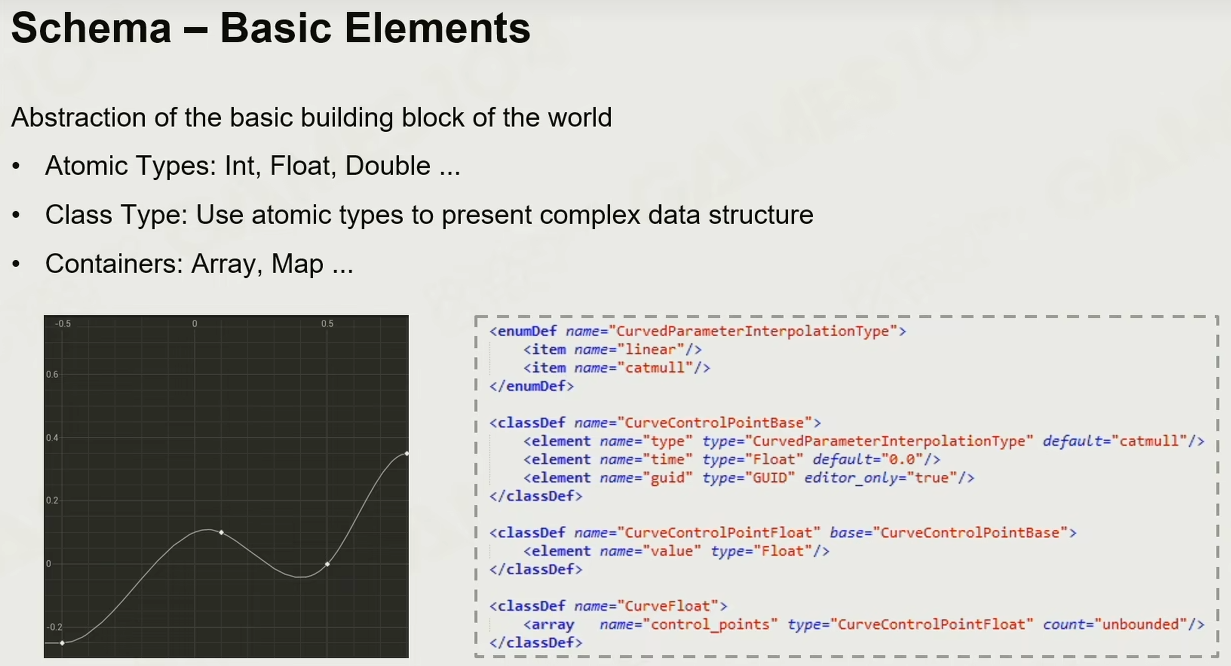 Schema – Basic Elements
Abstraction of the basic building block of the world
• Atomic Types: Int, Float, Double ...
• Class Type: Use atomic types to present complex data structure
• Containers: Array, Map ...
-0.5 0 0.5
0.6
0.4
0.2
0
-0.2
<enumDef name="CurvedParameterInterpolationType">
<item name="linear"/>
<item name="catmull"/>
</enumDef>
<classDef name="CurveControlPointBase">
<element name="type" type="CurvedParameterInterpolationType" default="catmull"/>
<element name="time" type="Float" default="0.0"/>
<element name="guid" type="GUID" editor_only="true"/>
</classDef>
<classDef name="CurveControlPointFloat" base="CurveControlPointBase">
<element name="value" type="Float"/>
</classDef>
<classDef name="CurveFloat">
<array name="control_points" type="CurveControlPointFloat" count="unbounded"/>
</classDef>